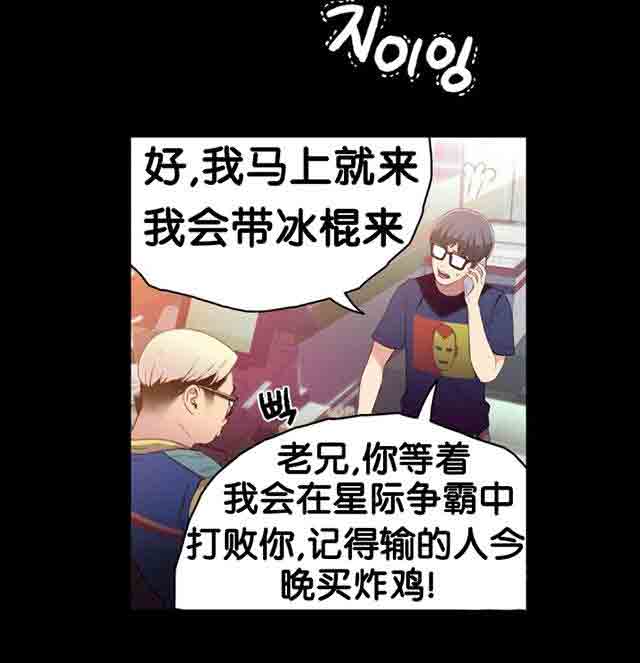 지이잉
好,我马上就来
我会带冰棍来
老兄,你等着
我会在星际争霸中
打败你,记得输的人今
晚买炸鸡!